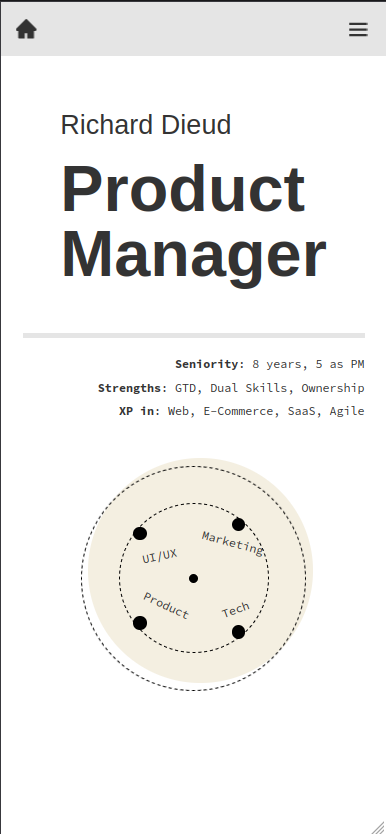 Richard Dieud
Product
Manager
Seniority: 8 years, 5 as PM
Strengths: GTD, Dual Skills, Ownership
XP in: Web, E-Commerce, SaaS, Agile
Marketing
UI/UX
Product
Tech